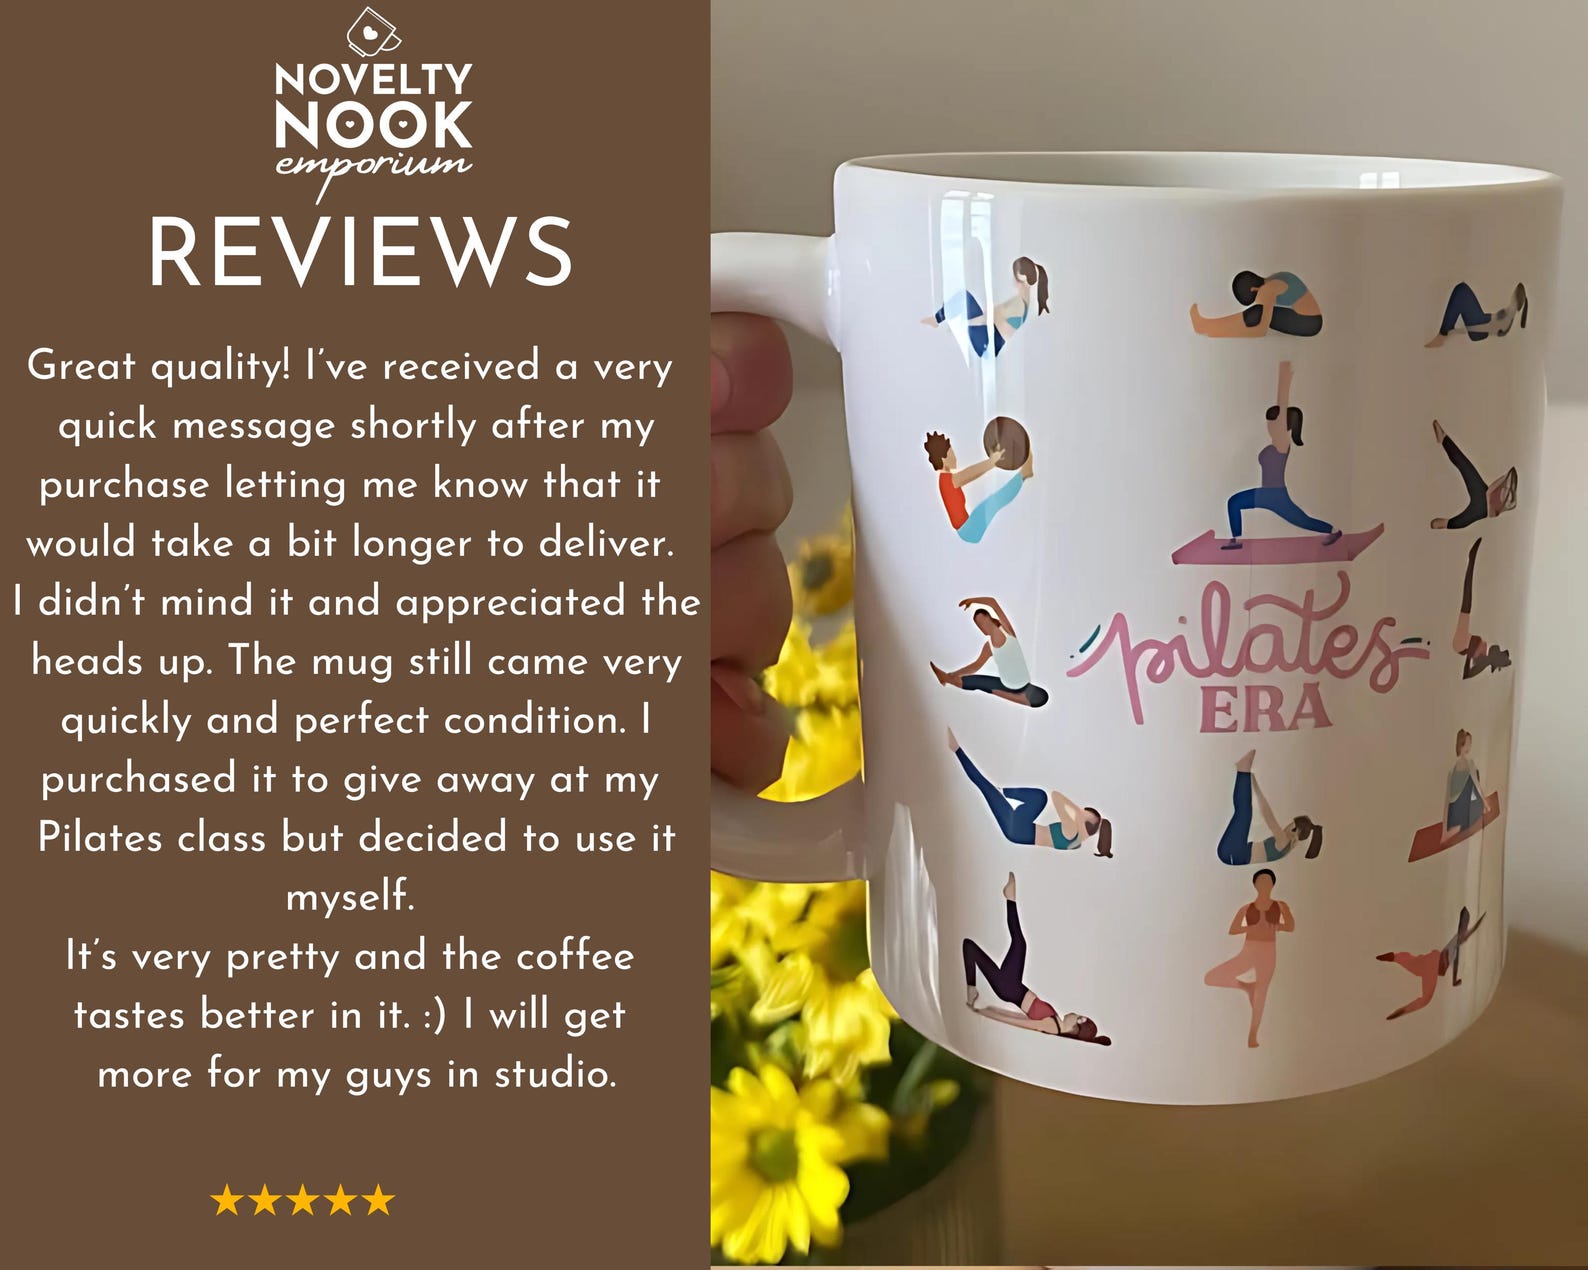 NOVELTY
NOOK
emporium
REVIEWS
Great quality! I've received a very
quick message shortly after my
purchase letting me know that it
would take a bit longer to deliver.
I didn't mind it and appreciated the
heads up. The mug still came very
quickly and perfect condition. I
purchased it to give away at my
Pilates class but decided to use it
myself.
It's very pretty and the coffee
tastes better in it. :) I will get
more for my guys in studio.
pilates
ERA